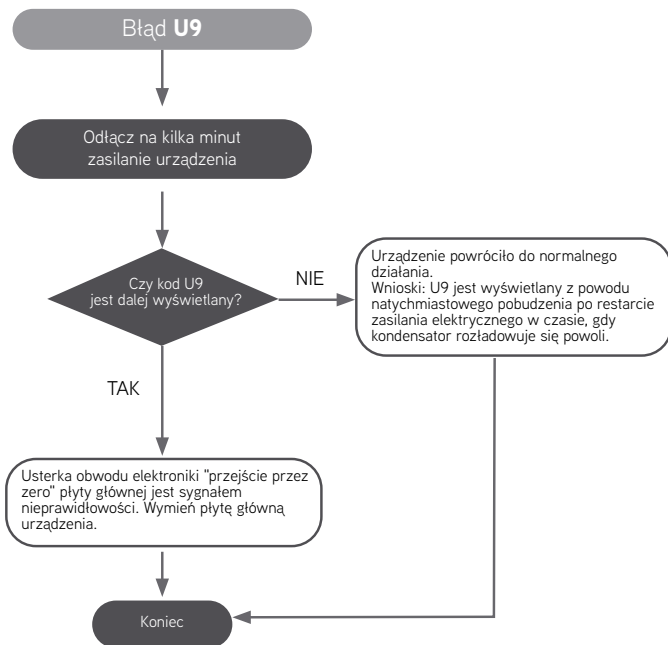 Błąd U9
Odłącz na kilka minut
zasilanie urządzenia
Czy kod U9
jest dalej wyświetlany?
NIE
Urządzenie powróciło do normalnego
działania.
Wnioski: U9 jest wyświetlany z powodu
natychmiastowego pobudzenia po restarcie
zasilania elektrycznego w czasie, gdy
kondensator rozładowuje się powoli.
TAK
Usterka obwodu elektroniki "przejście przez
zero" płyty głównej jest sygnałem
nieprawidłowości. Wymień płytę główną
urządzenia.
Koniec